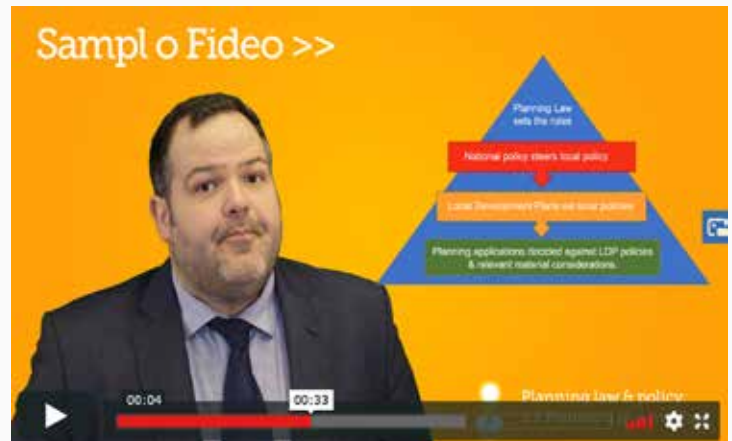 Sampl o Fideo >>
Planning Law
sets the rules
National policy steers local policy
Local Development Plans set local policies
Planning applications decided against LDP policies
& relevant material considerations.
00:04
00:33
Planning law & policy: